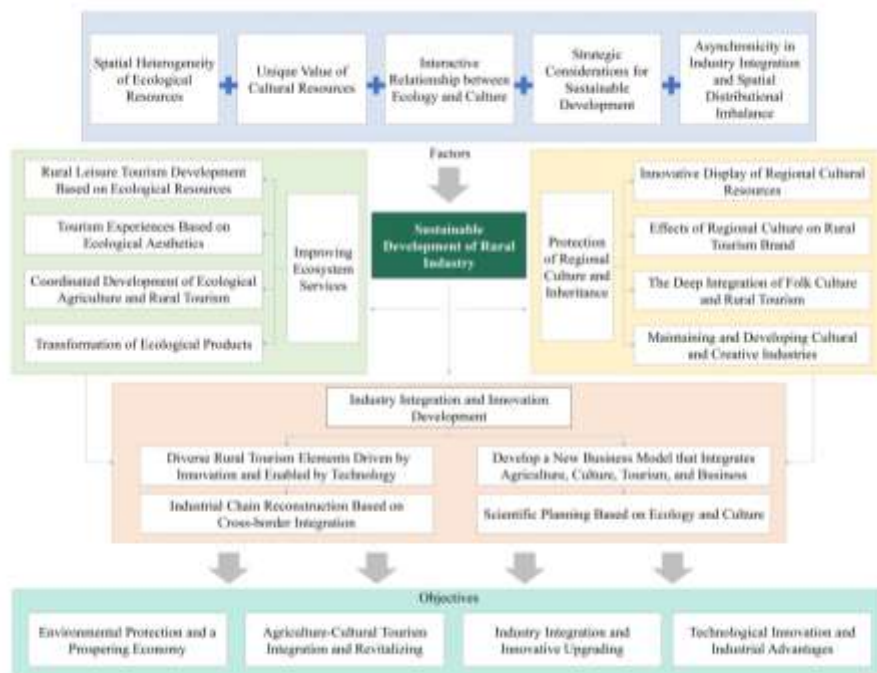 Spatial Heterogeneity
of Ecological
Resources
Unique Value of
Cultural Resources
Interactive
Relationship between
Ecology and Culture
Strategic
Considerations for
Sustainable
Development
Asynchronicity in
Industry Integration
and Spatial
Distributional
Imbalance
Factors
Rural Leisure Tourism Development
Based on Ecological Resources
Tourism Experiences Based on
Ecological Aesthetics
Coordinated Development of Ecological
Agriculture and Rural Tourism
Transformation of Ecological Products
Improving
Ecosystem
Services
Sustainable
Development of Rural
Industry
Protection
of Regional
Culture and
Inheritance
Innovative Display of Regional Cultural
Resources
Effects of Regional Culture on Rural
Tourism Brand
The Deep Integration of Folk Culture
and Rural Tourism
Maintaining and Developing Cultural
and Creative Industries
Industry Integration and Innovation
Development
Diverse Rural Tourism Elements Driven by
Innovation and Enabled by Technology
Industrial Chain Reconstruction Based on
Cross-border Integration
Develop a New Business Model that Integrates
Agriculture, Culture, Tourism, and Business
Scientific Planning Based on Ecology and Culture
Objectives
Environmental Protection and a
Prospering Economy
Agriculture-Cultural Tourism
Integration and Revitalizing
Industry Integration and
Innovative Upgrading
Technological Innovation and
Industrial Advantages